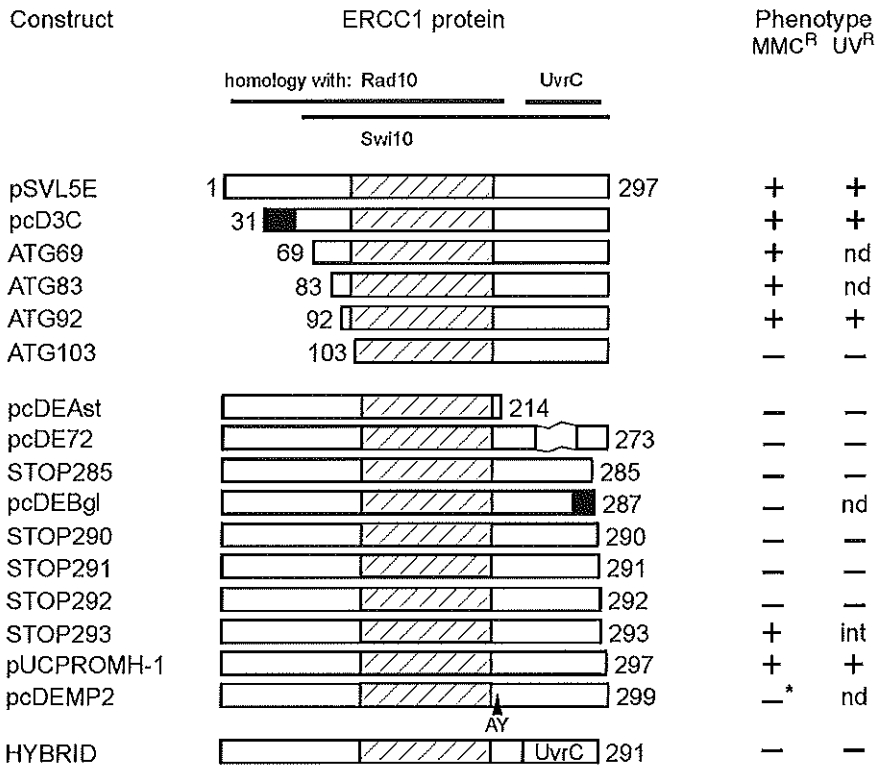 Construct ERCC1 protein Phenotype
MMC^R UV^R
homology with: Rad10 UvrC
Swi10
pSVL5E 1 297 + +
pcD3C 31 + +
ATG69 69 + nd
ATG83 83 + nd
ATG92 92 + +
ATG103 103 — —
pcDEAst 214 — —
pcDE72 273 — —
STOP285 285 — —
pcDEBgl 287 — nd
STOP290 290 — —
STOP291 291 — —
STOP292 292 — —
STOP293 293 + int
pUCPROMH-1 297 + +
pcDEMP2 299 —* nd
AY
HYBRID UvrC 291 — —